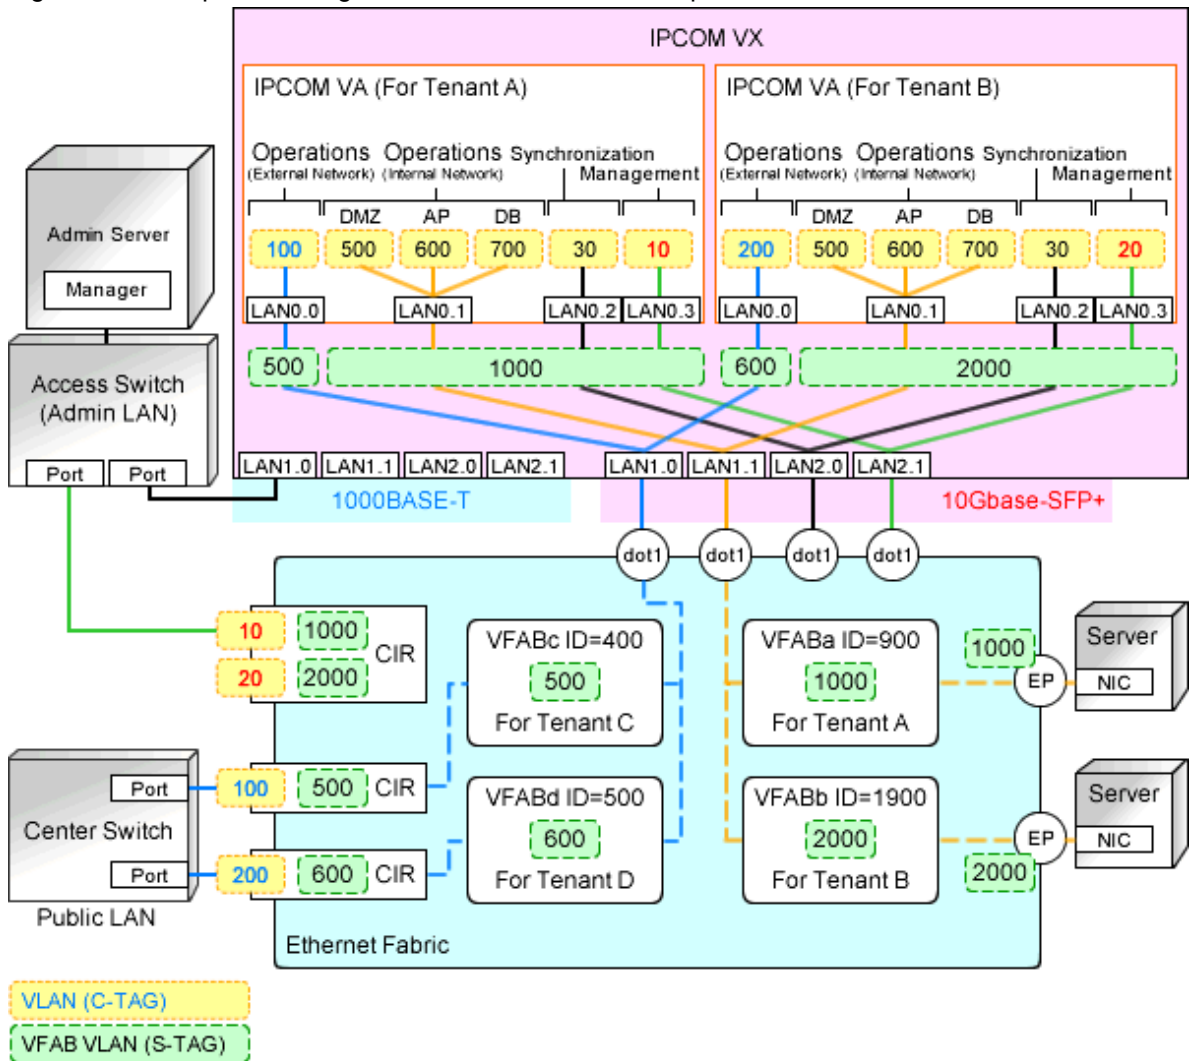 IPCOM VX
IPCOM VA (For Tenant A)
IPCOM VA (For Tenant B)
Operations Operations Synchronization
(External Network) (Internal Network) Management
Operations Operations Synchronization
(External Network) (Internal Network) Management
DMZ AP DB
DMZ AP DB
100 500 600 700 30 10
200 500 600 700 30 20
LAN0.0 LAN0.1 LAN0.2 LAN0.3
LAN0.0 LAN0.1 LAN0.2 LAN0.3
500 1000 600 2000
LAN1.0 LAN1.1 LAN2.0 LAN2.1
LAN1.0 LAN1.1 LAN2.0 LAN2.1
1000BASE-T
10Gbase-SFP+
Admin Server
Manager
Access Switch
(Admin LAN)
Port Port
dot1 dot1 dot1 dot1
10 1000
CIR
20 2000
VFABc ID=400
500
For Tenant C
VFABa ID=900
1000
For Tenant A
1000
EP
Server
NIC
Port
100 500 CIR
Center Switch
Port
200 600 CIR
Public LAN
VFABd ID=500
600
For Tenant D
VFABb ID=1900
2000
For Tenant B
EP
2000
Server
NIC
Ethernet Fabric
VLAN (C-TAG)
VFAB VLAN (S-TAG)